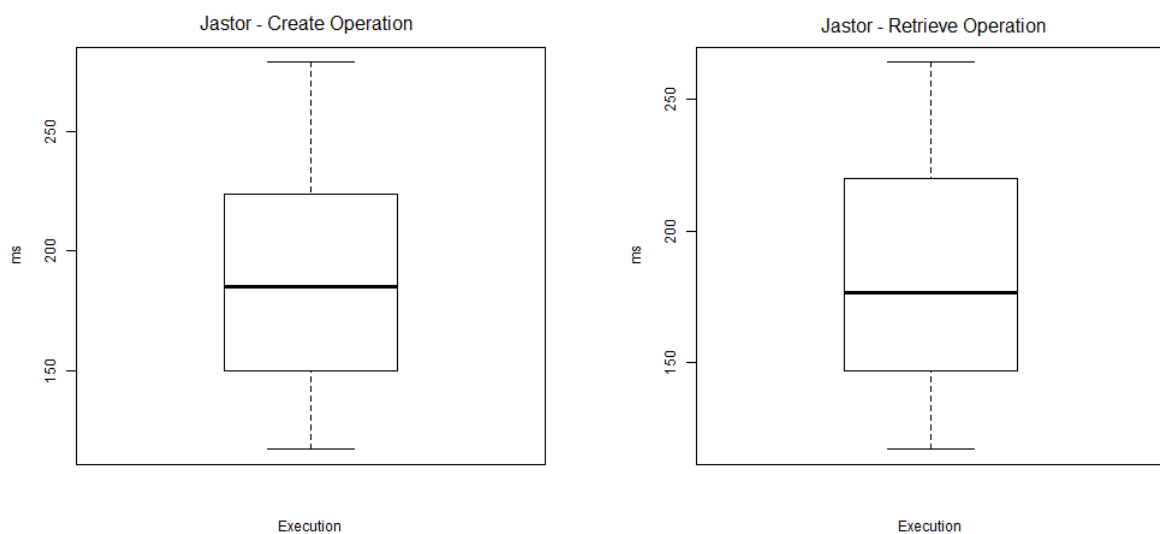 Jastor - Create Operation
250
200
150
ms
Execution
Jastor - Retrieve Operation
250
200
150
ms
Execution